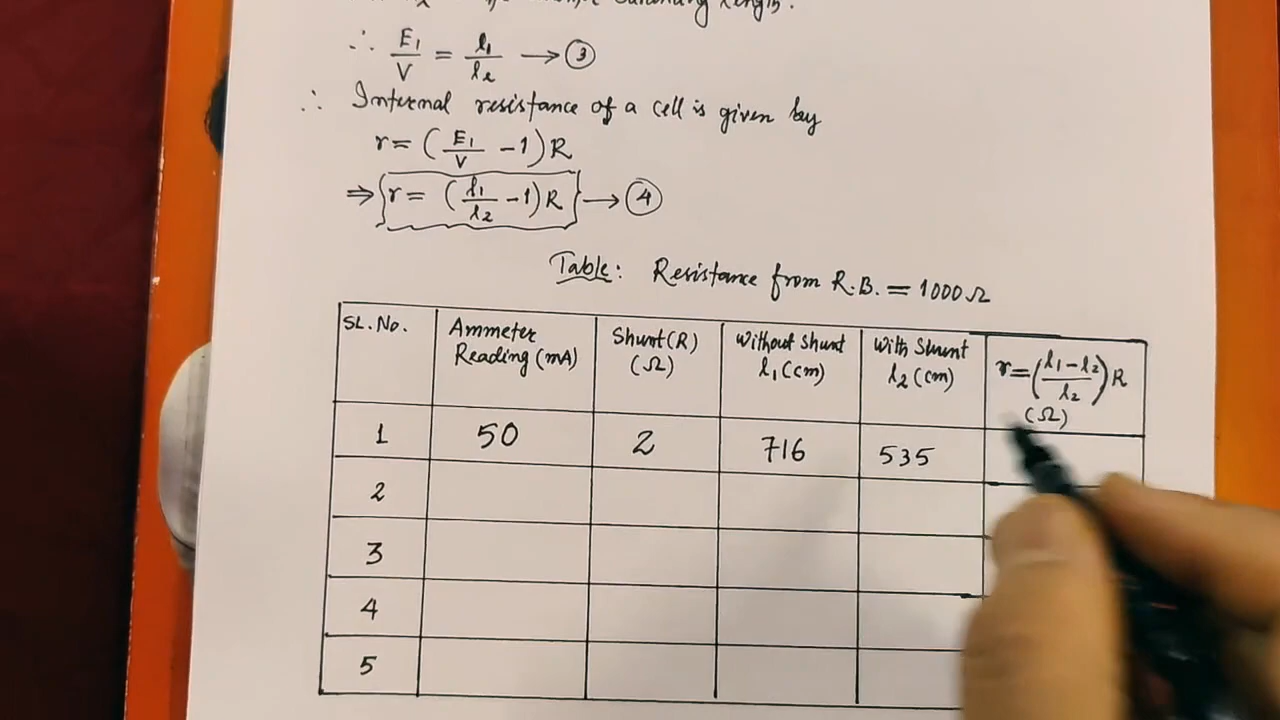 length.
∴ E₁/V = l₁/l₂ → ③
∴ Internal resistance of a cell is given by
r = (E₁/V - 1) R
⇒ r = (l₁/l₂ - 1) R → ④
Table: Resistance from R.B. = 1000 Ω
SL. No. Ammeter Reading (mA) Shunt (R) (Ω) Without Shunt l₁ (cm) With Shunt l₂ (cm) r = (l₁ - l₂/l₂) R (Ω)
1 50 2 716 535
2
3
4
5